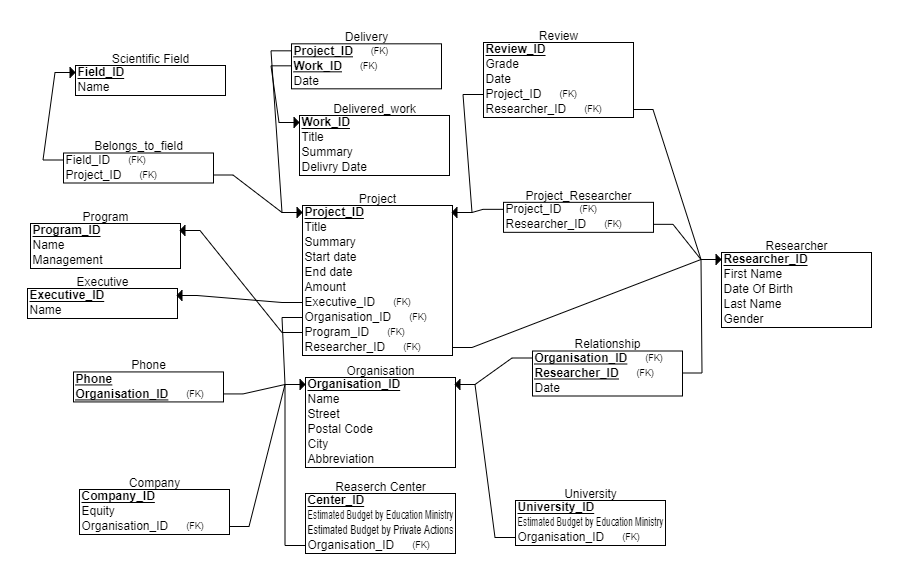 Scientific Field
Field_ID
Name
Delivery
Project_ID (FK)
Work_ID (FK)
Date
Review
Review_ID
Grade
Date
Project_ID (FK)
Researcher_ID (FK)
Delivered_work
Work_ID
Title
Summary
Delivry Date
Belongs_to_field
Field_ID (FK)
Project_ID (FK)
Project
Project_ID
Title
Summary
Start date
End date
Amount
Executive_ID (FK)
Organisation_ID (FK)
Program_ID (FK)
Researcher_ID (FK)
Project_Researcher
Project_ID (FK)
Researcher_ID (FK)
Program
Program_ID
Name
Management
Researcher
Researcher_ID
First Name
Date Of Birth
Last Name
Gender
Executive
Executive_ID
Name
Relationship
Organisation_ID (FK)
Researcher_ID (FK)
Date
Phone
Phone
Organisation_ID (FK)
Organisation
Organisation_ID
Name
Street
Postal Code
City
Abbreviation
Company
Company_ID
Equity
Organisation_ID (FK)
Reaserch Center
Center_ID
Estimated Budget by Education Ministry
Estimated Budget by Private Actions
Organisation_ID (FK)
University
University_ID
Estimated Budget by Education Ministry
Organisation_ID (FK)